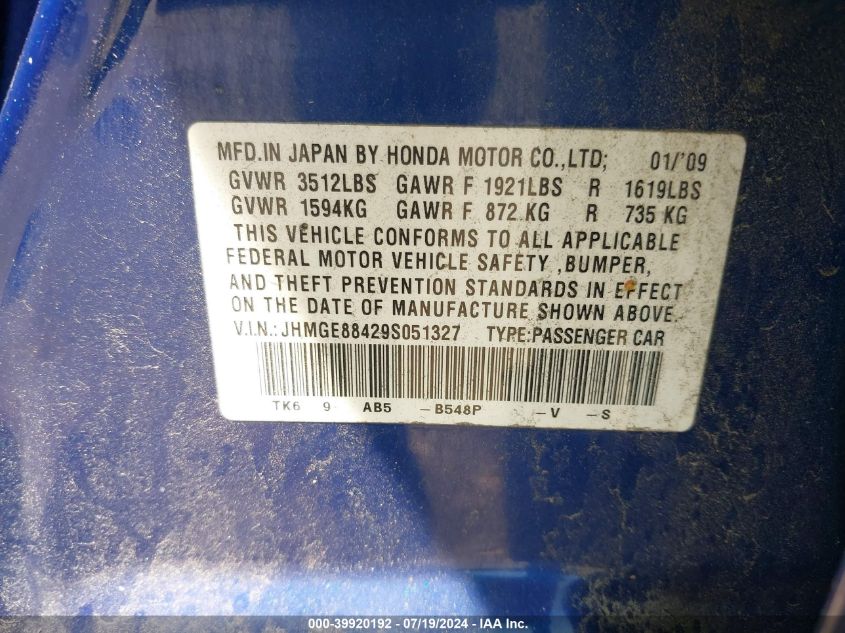 MFD.IN JAPAN BY HONDA MOTOR CO.,LTD; 01/'09
GVWR 3512LBS GAWR F 1921LBS R 1619LBS
GVWR 1594KG GAWR F 872 KG R 735 KG
THIS VEHICLE CONFORMS TO ALL APPLICABLE
FEDERAL MOTOR VEHICLE SAFETY ,BUMPER,
AND THEFT PREVENTION STANDARDS IN EFFECT
ON THE DATE OF MANUFACTURE SHOWN ABOVE.
V.I.N.: JHMGE88429S051327 TYPE:PASSENGER CAR
TK6 9 AB5 -B548P -V -S
000-39920192 - 07/19/2024 - IAA Inc.